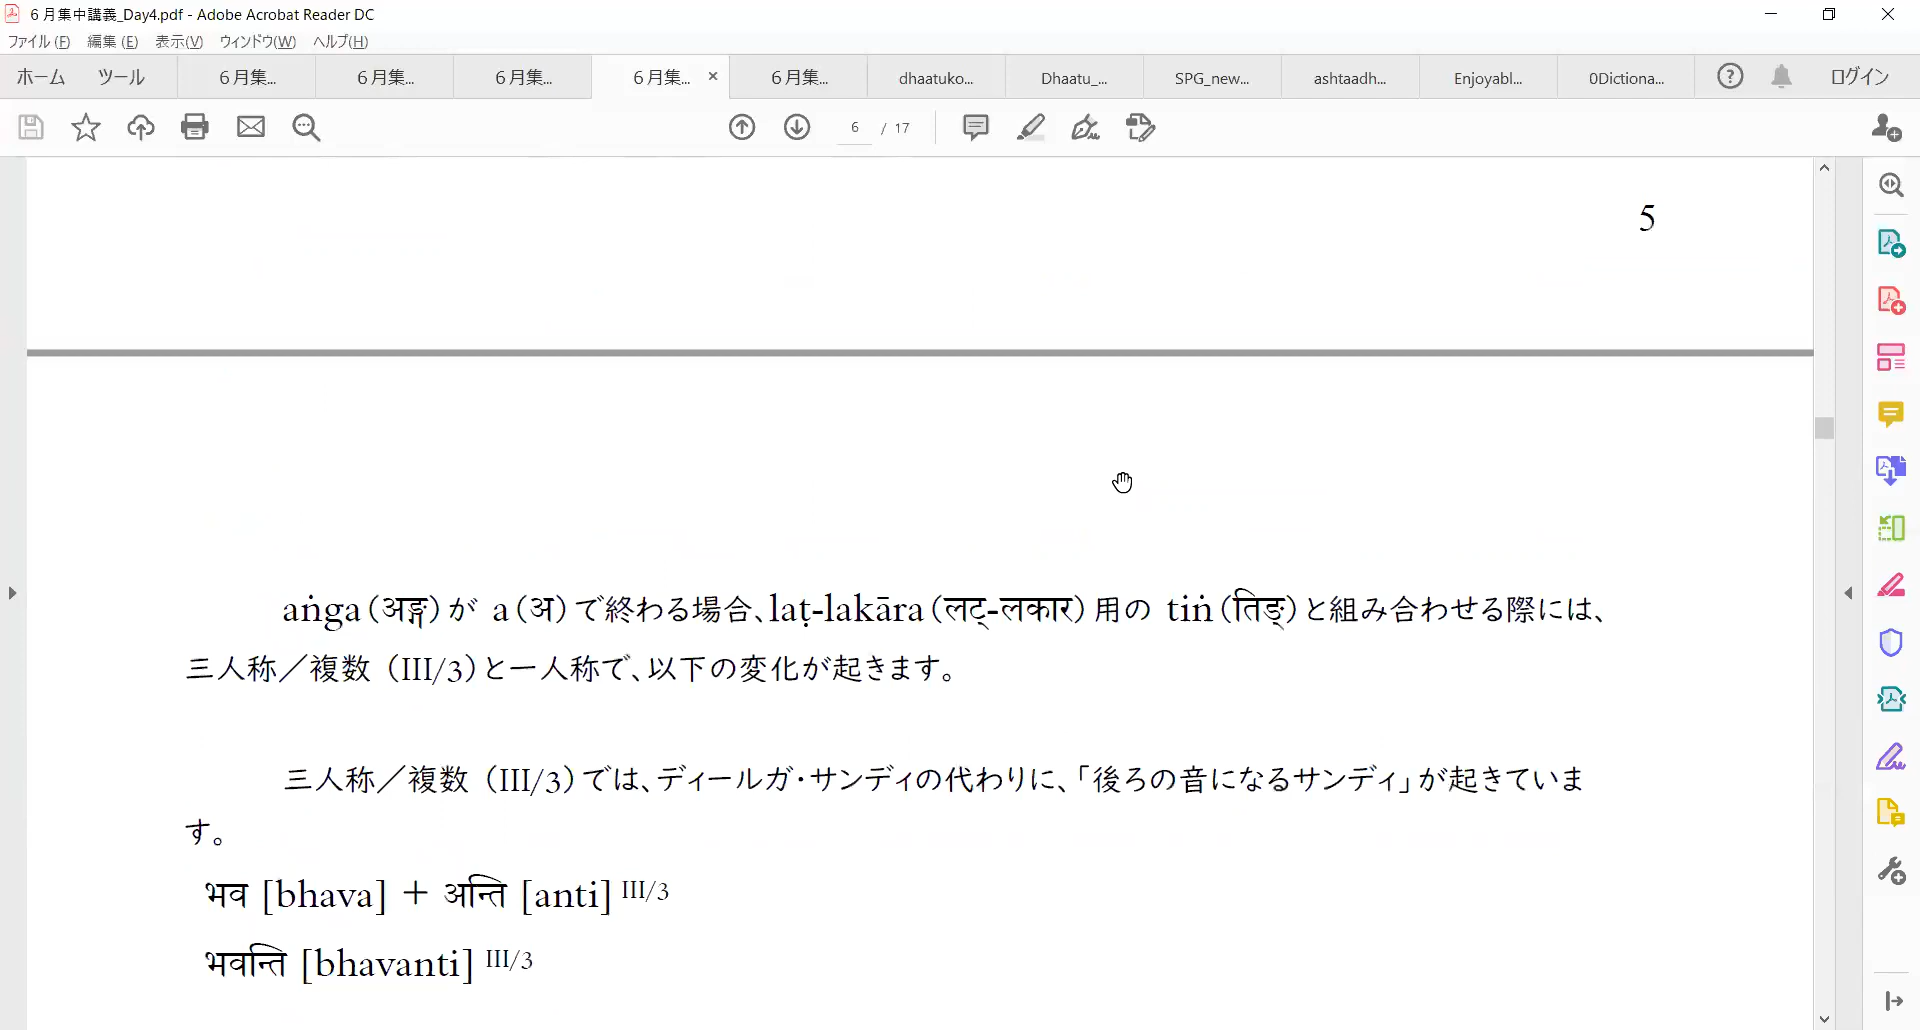 6月集中講義_Day4.pdf - Adobe Acrobat Reader DC
ファイル(F) 編集(E) 表示(V) ウィンドウ(W) ヘルプ(H)
ホーム ツール 6月集... 6月集... 6月集... 6月集... × 6月集... dhaatuko... Dhaatu_... SPG_new... ashtaadh... Enjoyabl... 0Dictiona... ログイン
6 / 17
5
aṅga(अङ्ग)が a(अ)で終わる場合、laṭ-lakāra(लट्-लकार)用の tiṅ(तिङ्)と組み合わせる際には、
三人称／複数（III/3)と一人称で、以下の変化が起きます。
三人称／複数（III/3)では、ディールガ・サンディの代わりに、「後ろの音になるサンディ」が起きていま
す。
भव [bhava] ＋ अन्ति [anti] III/3
भवन्ति [bhavanti] III/3